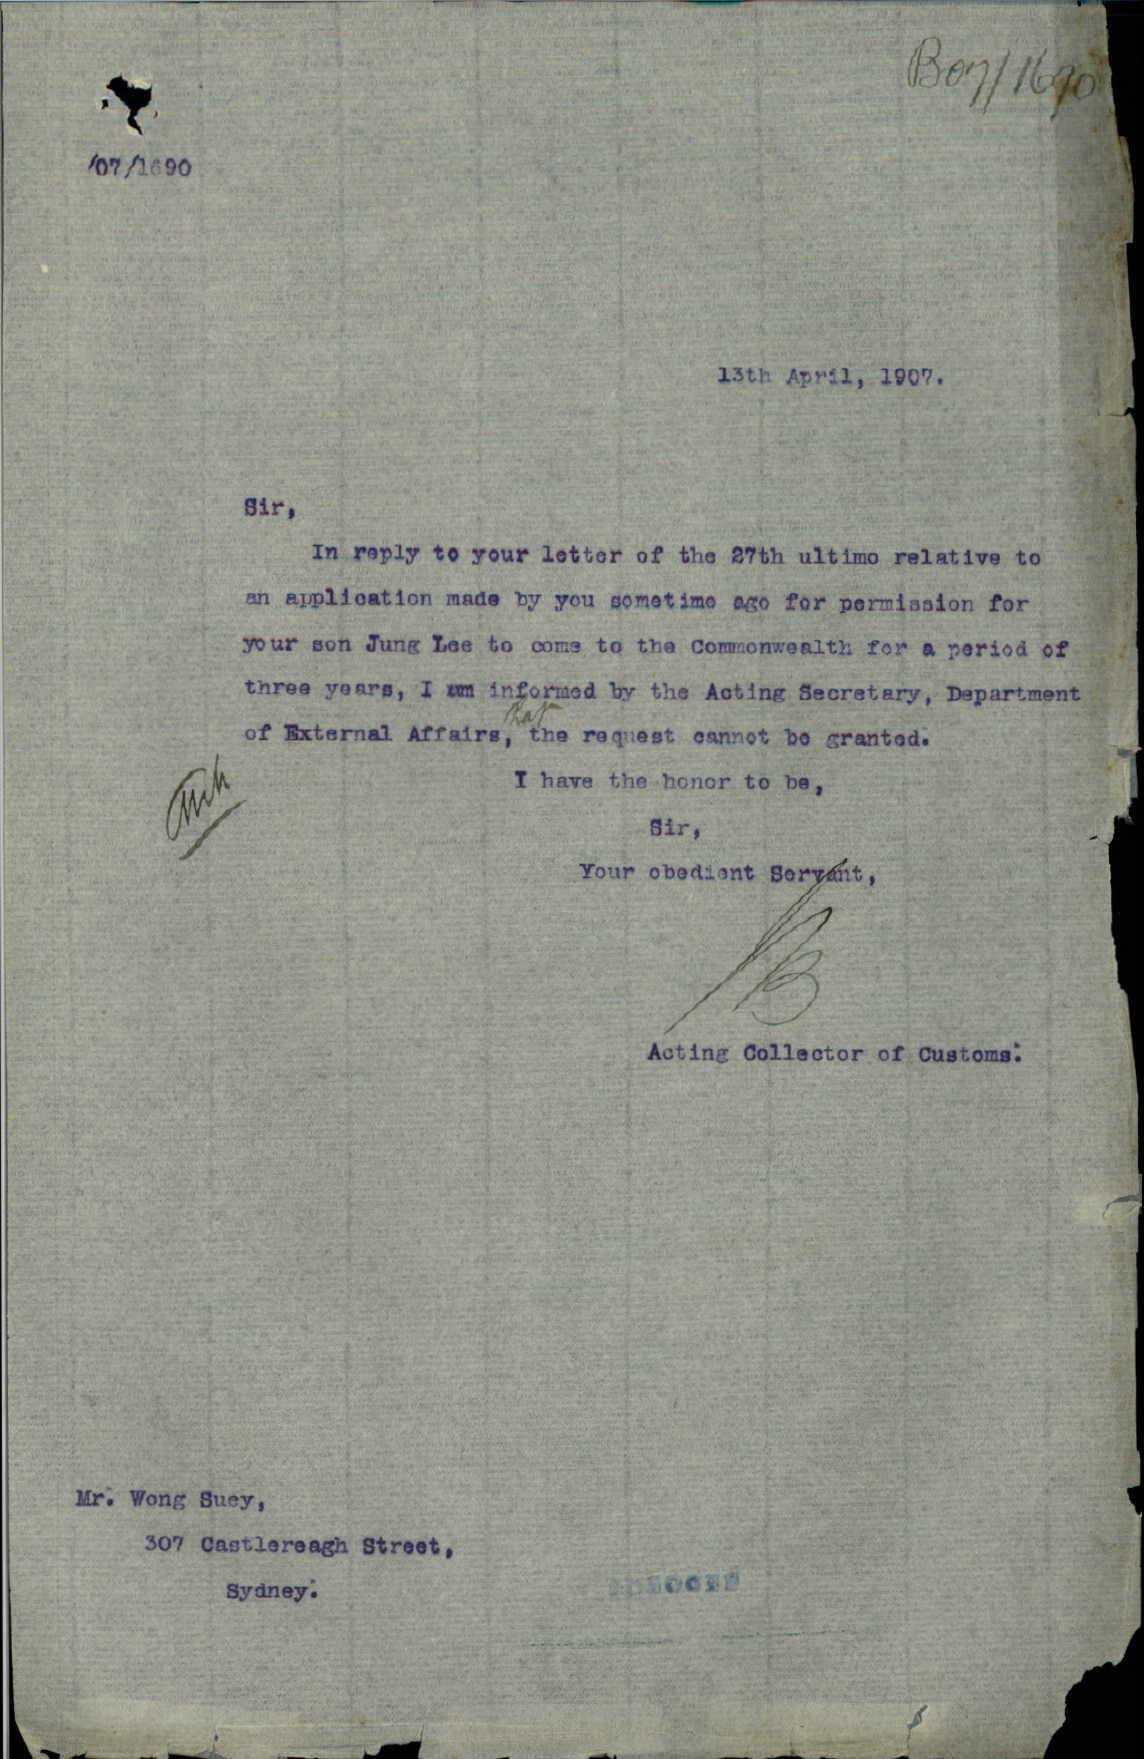 B07/1690
/07/1690
13th April, 1907.
Sir,
In reply to your letter of the 27th ultimo relative to
an application made by you sometime ago for permission for
your son Jung Lee to come to the Commonwealth for a period of
three years, I am informed by the Acting Secretary, Department
that
of External Affairs, the request cannot be granted.
I have the honor to be,
Sir,
Your obedient Servant,
Acting Collector of Customs.
Mr. Wong Suey,
307 Castlereagh Street,
Sydney.